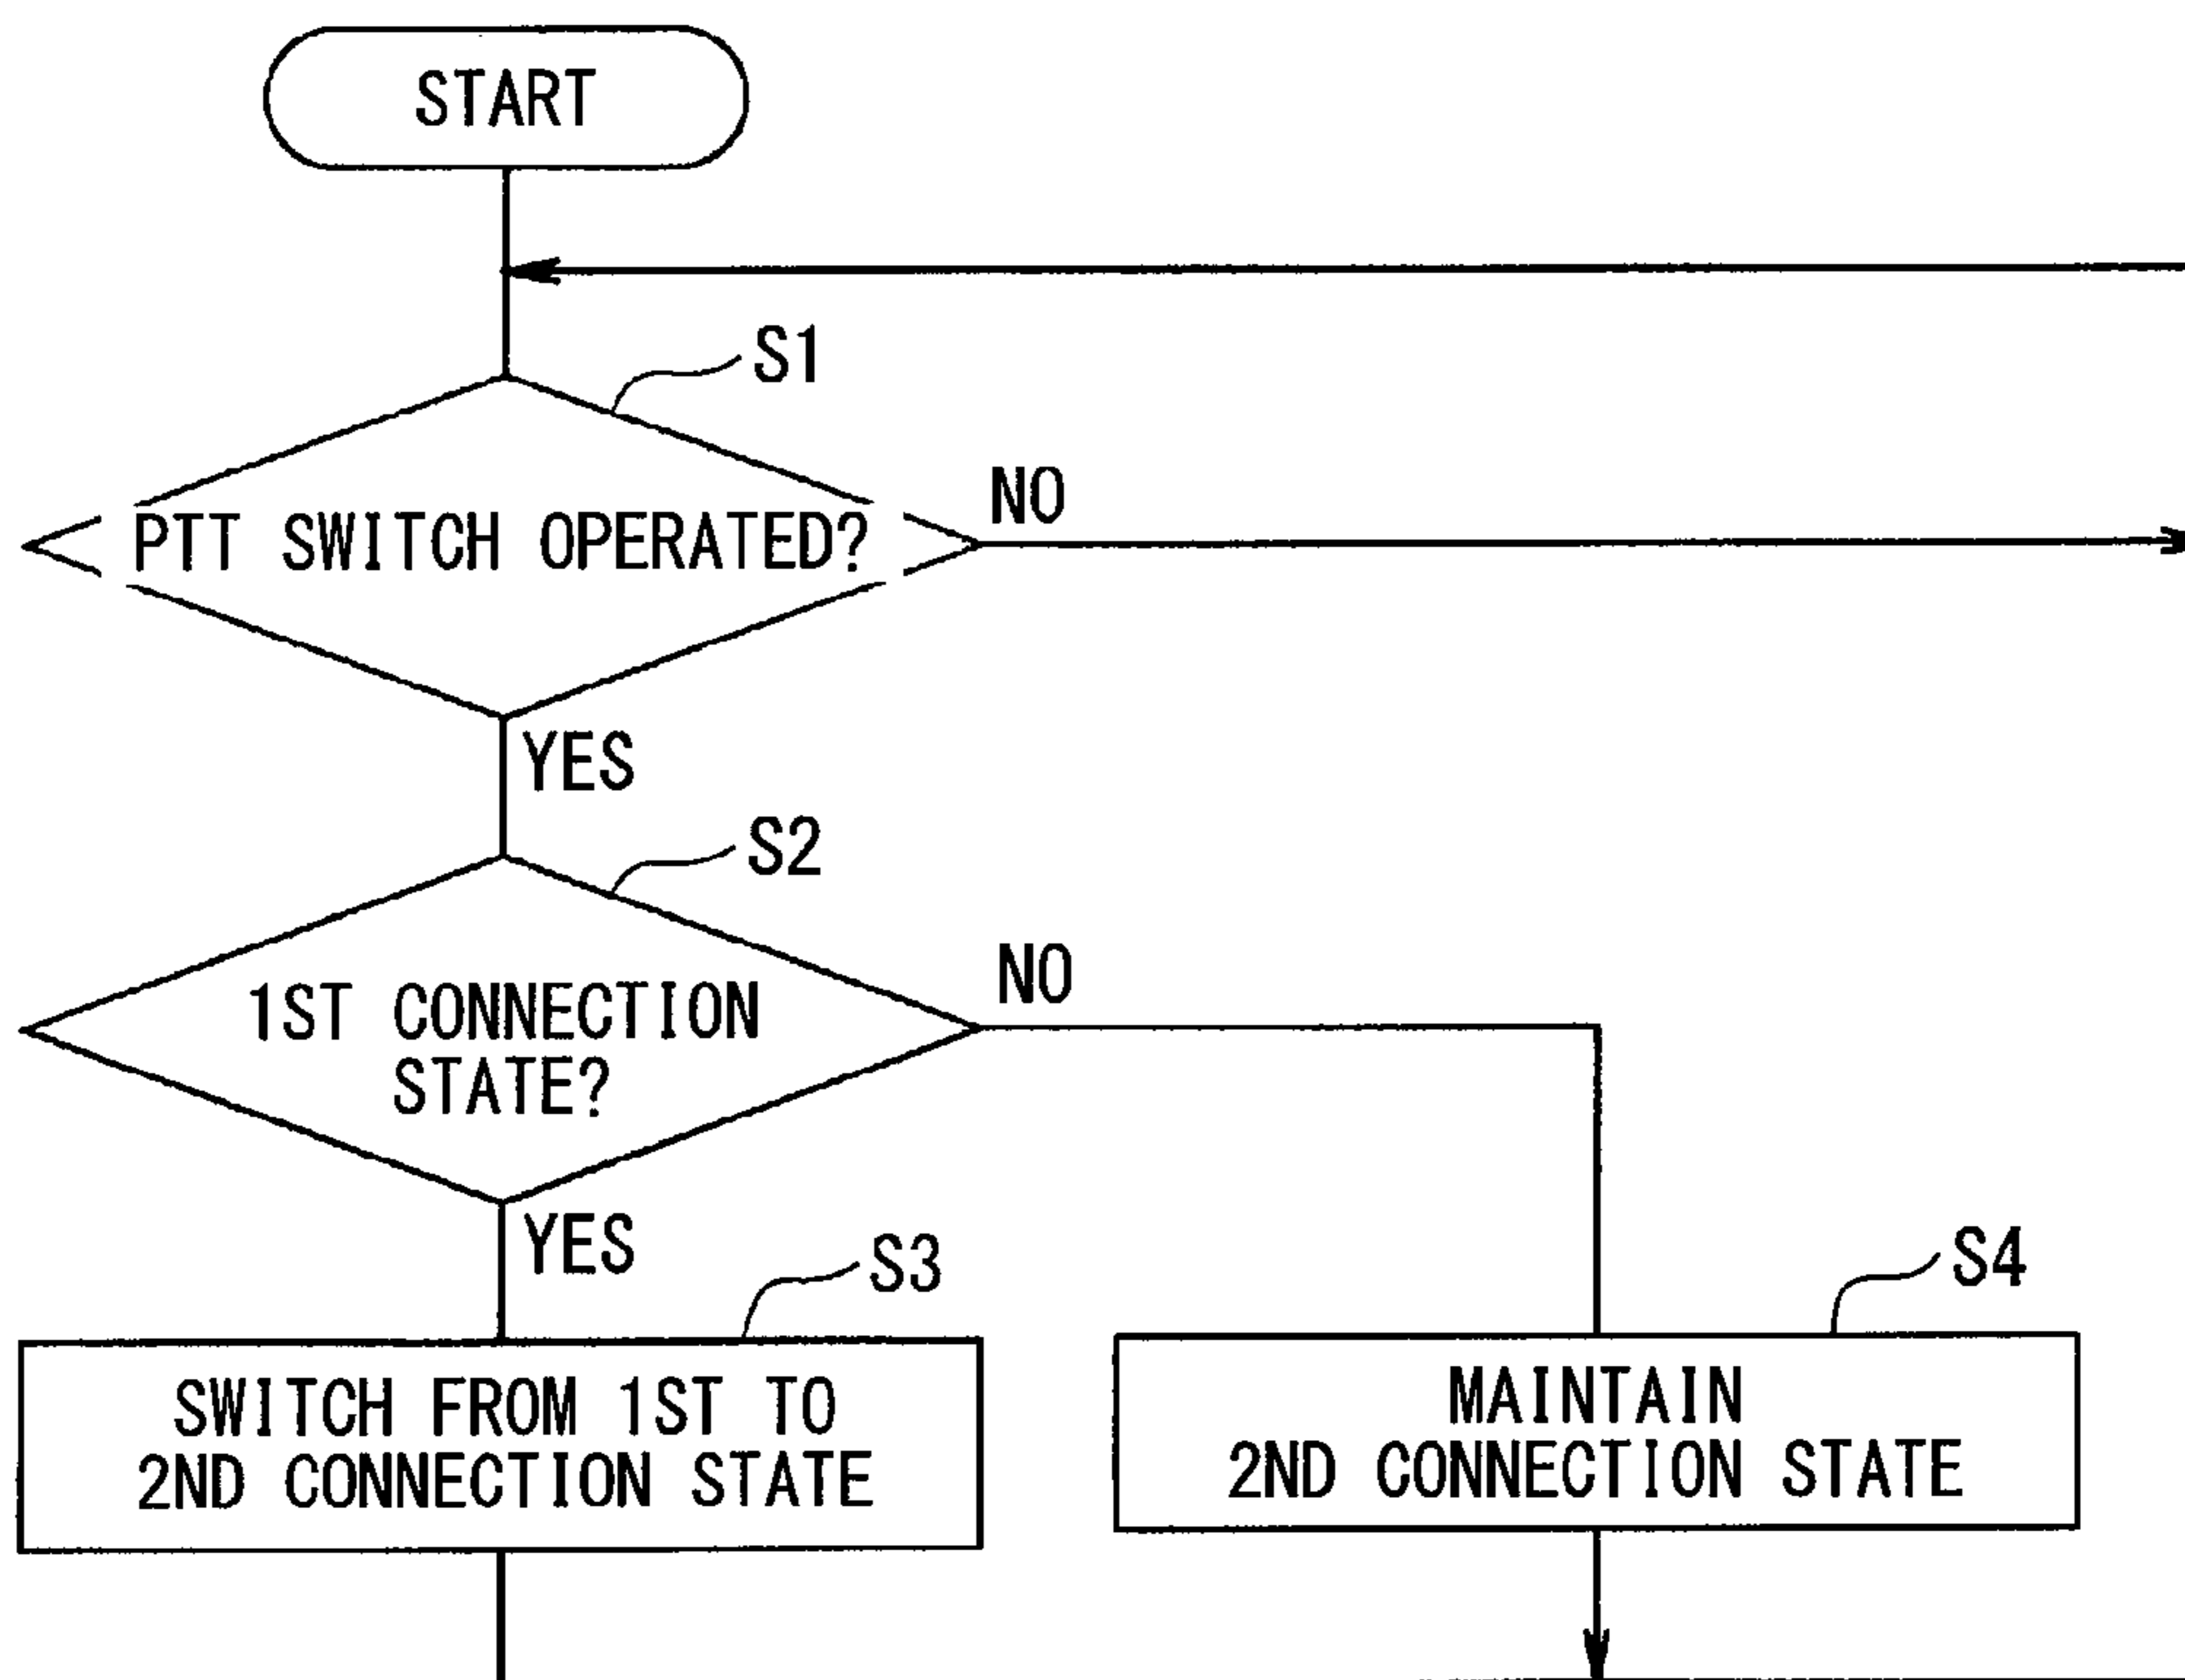 START
S1
PTT SWITCH OPERATED?
NO
YES
S2
1ST CONNECTION
STATE?
NO
YES
S3
SWITCH FROM 1ST TO
2ND CONNECTION STATE
S4
MAINTAIN
2ND CONNECTION STATE